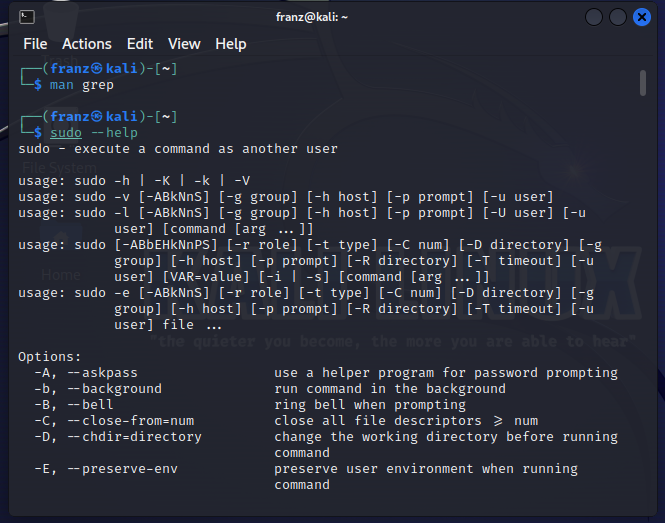 franz@kali: ~
File Actions Edit View Help
┌──(franz㉿kali)-[~]
└─$ man grep
┌──(franz㉿kali)-[~]
└─$ sudo --help
sudo - execute a command as another user
usage: sudo -h | -K | -k | -V
usage: sudo -v [-ABkNnS] [-g group] [-h host] [-p prompt] [-u user]
usage: sudo -l [-ABkNnS] [-g group] [-h host] [-p prompt] [-U user] [-u
user] [command [arg ...]]
usage: sudo [-ABbEHkNnPS] [-r role] [-t type] [-C num] [-D directory] [-g
group] [-h host] [-p prompt] [-R directory] [-T timeout] [-u
user] [VAR=value] [-i | -s] [command [arg ...]]
usage: sudo -e [-ABkNnS] [-r role] [-t type] [-C num] [-D directory] [-g
group] [-h host] [-p prompt] [-R directory] [-T timeout] [-u
user] file ...
Options:
-A, --askpass use a helper program for password prompting
-b, --background run command in the background
-B, --bell ring bell when prompting
-C, --close-from=num close all file descriptors >= num
-D, --chdir=directory change the working directory before running
command
-E, --preserve-env preserve user environment when running
command
File System
Home
"the quieter you become, the more you are able to hear"